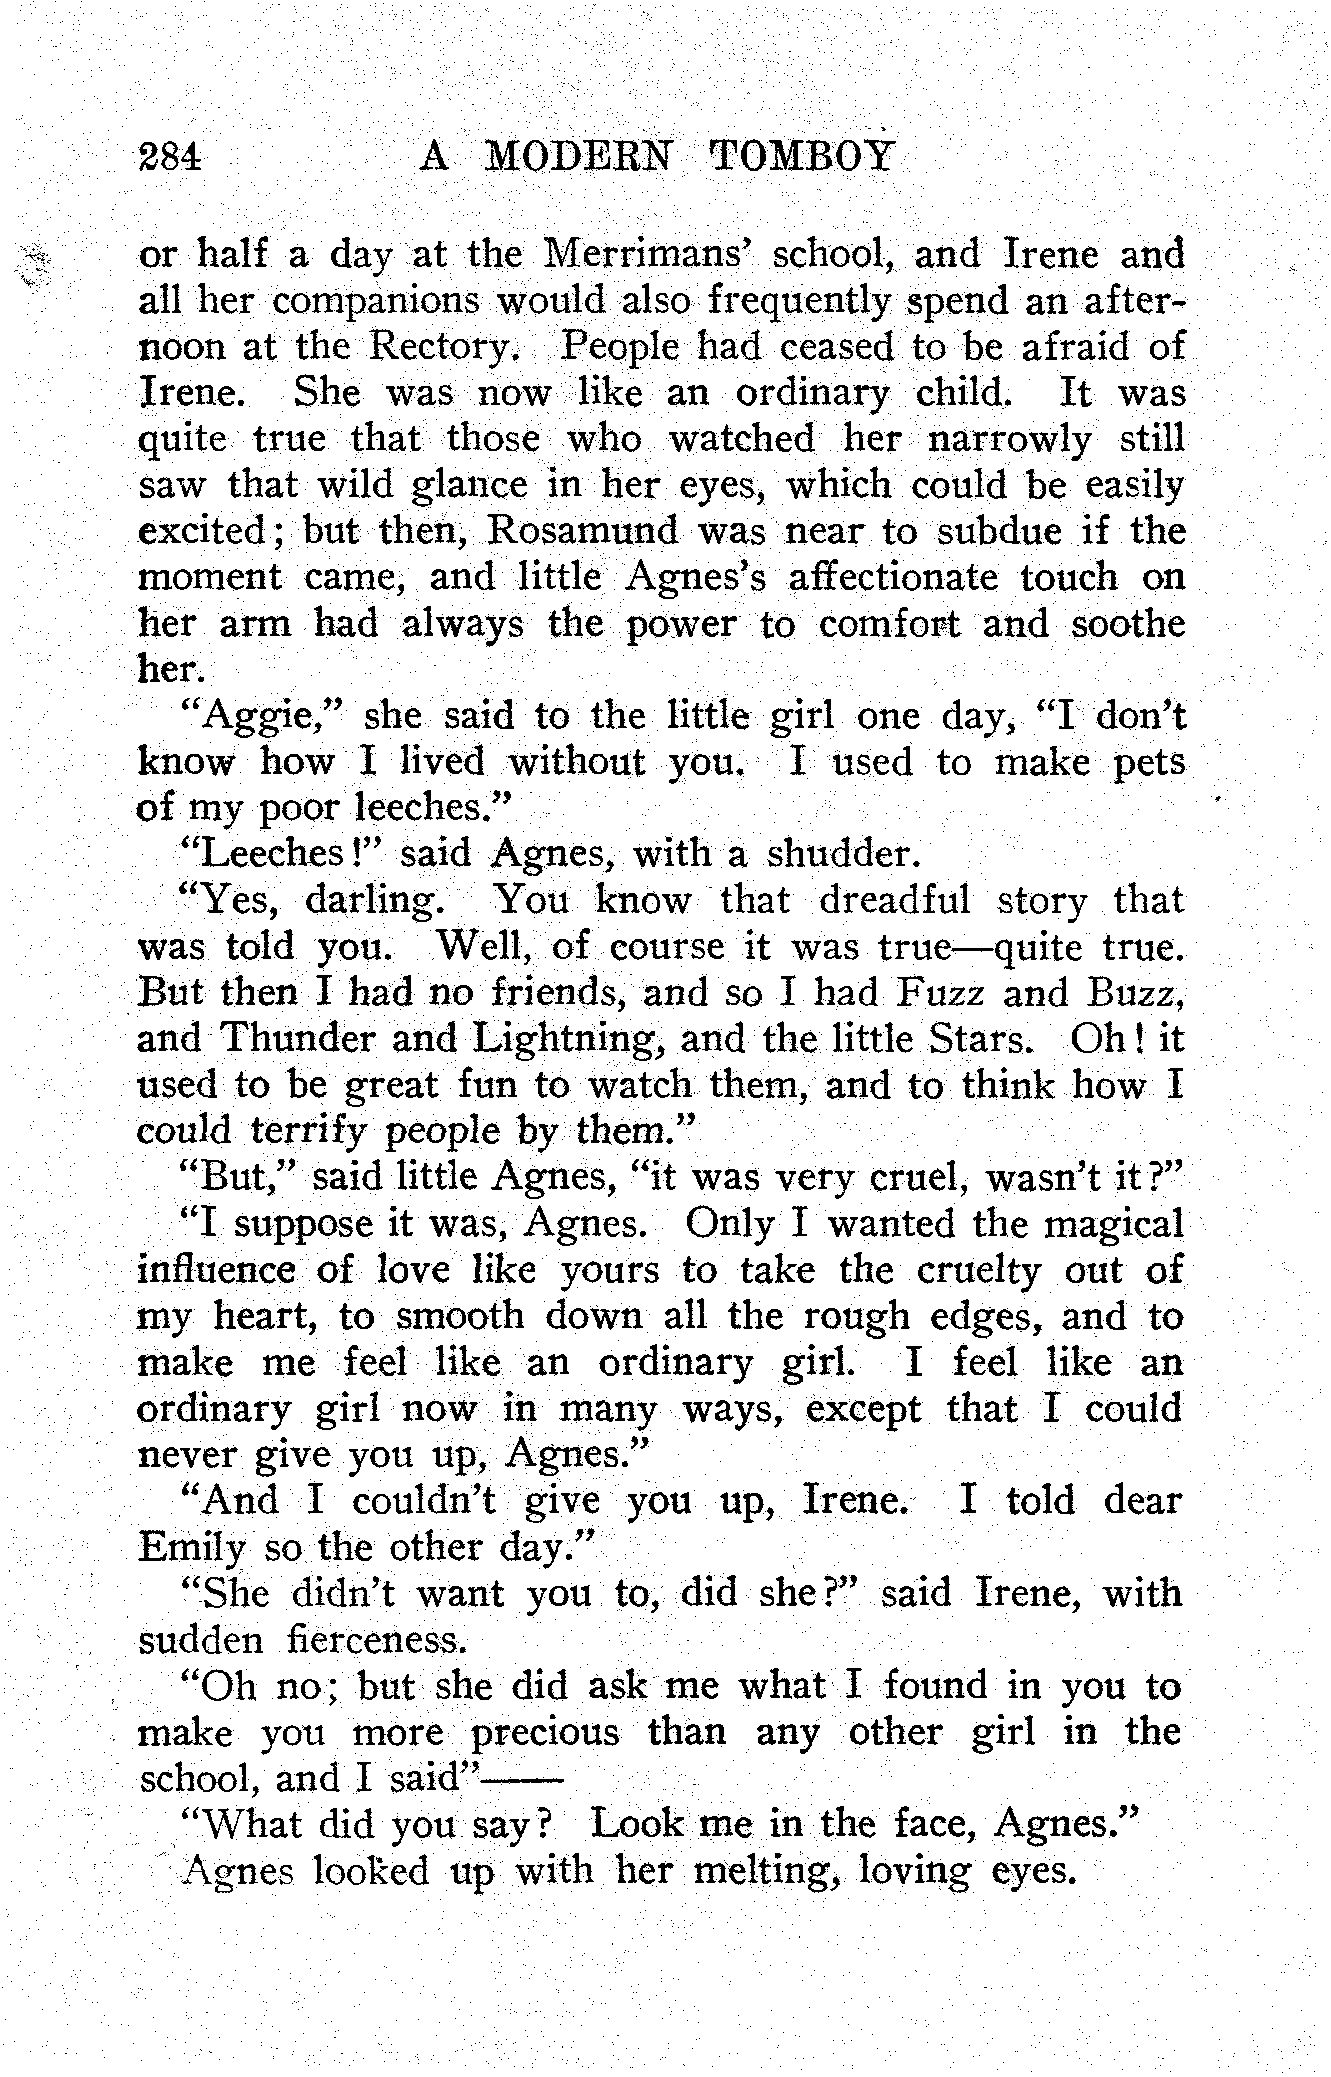 284 A MODERN TOMBOY
or half a day at the Merrimans' school, and Irene and
all her companions would also frequently spend an after-
noon at the Rectory. People had ceased to be afraid of
Irene. She was now like an ordinary child. It was
quite true that those who watched her narrowly still
saw that wild glance in her eyes, which could be easily
excited; but then, Rosamund was near to subdue if the
moment came, and little Agnes's affectionate touch on
her arm had always the power to comfort and soothe
her.
"Aggie," she said to the little girl one day, "I don't
know how I lived without you. I used to make pets
of my poor leeches."
"Leeches!" said Agnes, with a shudder.
"Yes, darling. You know that dreadful story that
was told you. Well, of course it was true—quite true.
But then I had no friends, and so I had Fuzz and Buzz,
and Thunder and Lightning, and the little Stars. Oh! it
used to be great fun to watch them, and to think how I
could terrify people by them."
"But," said little Agnes, "it was very cruel, wasn't it?"
"I suppose it was, Agnes. Only I wanted the magical
influence of love like yours to take the cruelty out of
my heart, to smooth down all the rough edges, and to
make me feel like an ordinary girl. I feel like an
ordinary girl now in many ways, except that I could
never give you up, Agnes."
"And I couldn't give you up, Irene. I told dear
Emily so the other day."
"She didn't want you to, did she?" said Irene, with
sudden fierceness.
"Oh no; but she did ask me what I found in you to
make you more precious than any other girl in the
school, and I said"——
"What did you say? Look me in the face, Agnes."
Agnes looked up with her melting, loving eyes.